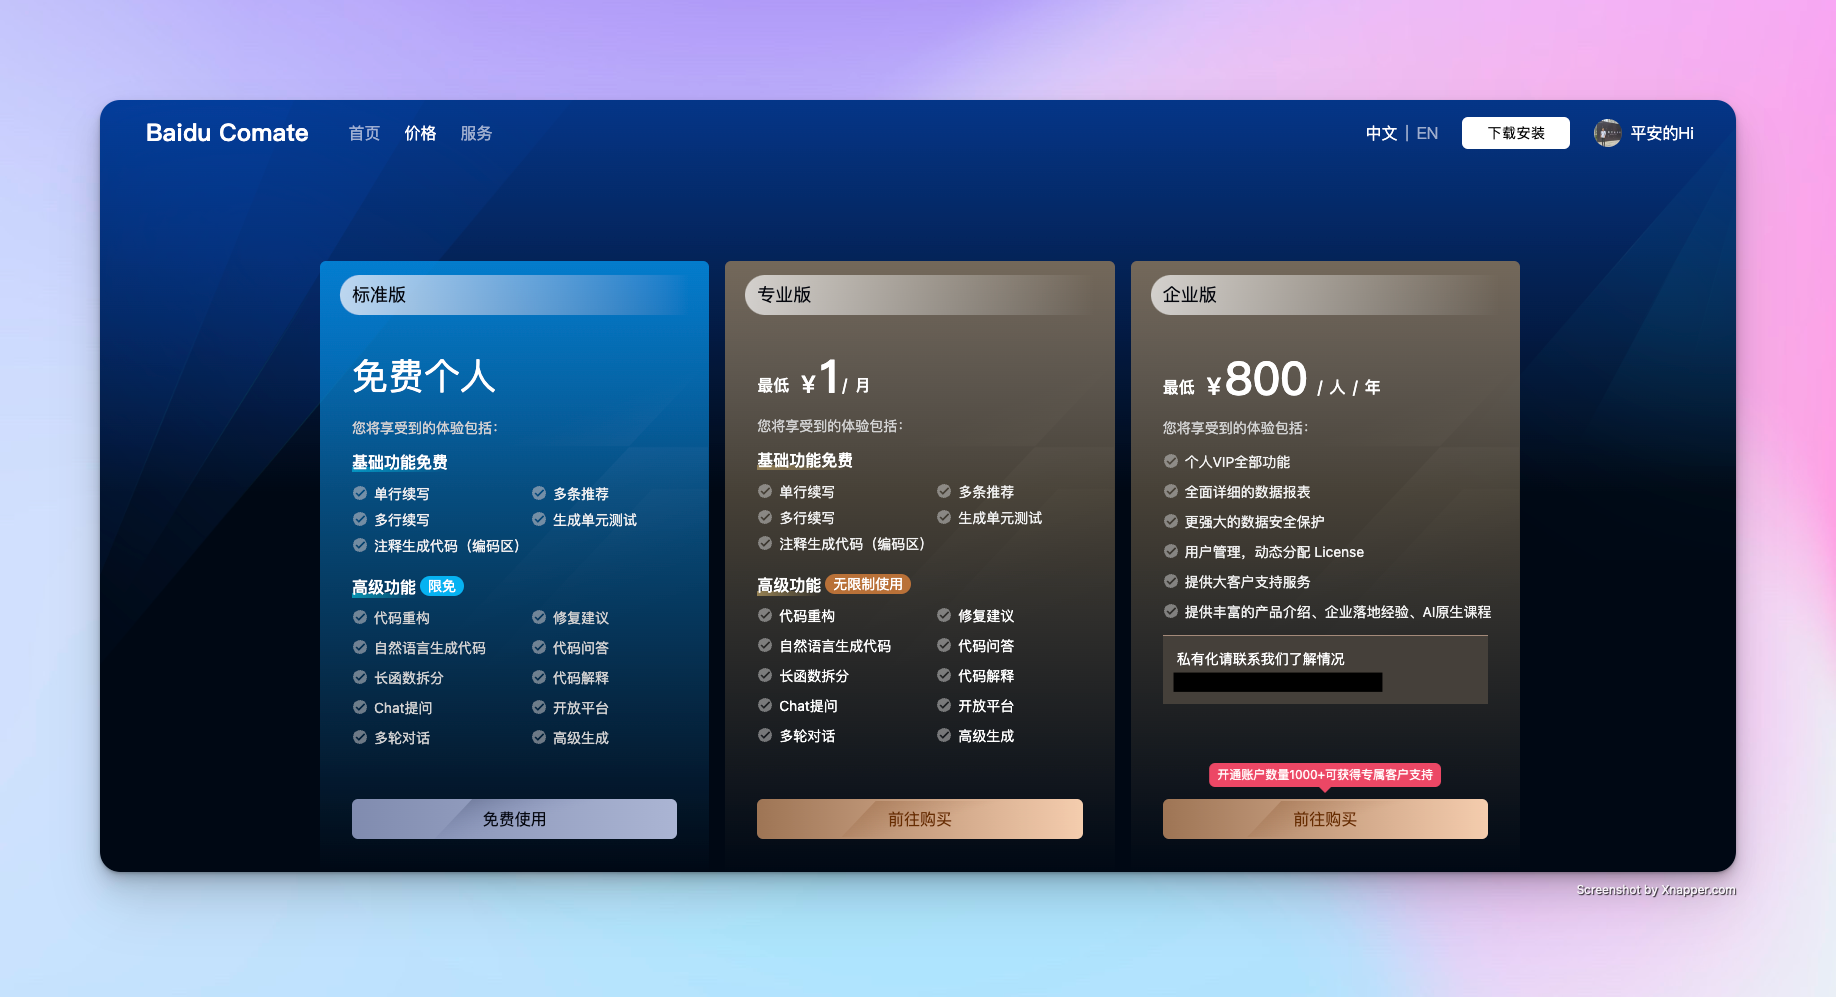 Baidu Comate 首页 价格 服务 中文 | EN 下载安装 平安的Hi
标准版
免费个人
您将享受到的体验包括：
基础功能免费
单行续写 多条推荐
多行续写 生成单元测试
注释生成代码（编码区）
高级功能 限免
代码重构 修复建议
自然语言生成代码 代码问答
长函数拆分 代码解释
Chat提问 开放平台
多轮对话 高级生成
免费使用
专业版
最低 ¥1/ 月
您将享受到的体验包括：
基础功能免费
单行续写 多条推荐
多行续写 生成单元测试
注释生成代码（编码区）
高级功能 无限制使用
代码重构 修复建议
自然语言生成代码 代码问答
长函数拆分 代码解释
Chat提问 开放平台
多轮对话 高级生成
前往购买
企业版
最低 ¥800 / 人 / 年
您将享受到的体验包括：
个人VIP全部功能
全面详细的数据报表
更强大的数据安全保护
用户管理，动态分配 License
提供大客户支持服务
提供丰富的产品介绍、企业落地经验、AI原生课程
私有化请联系我们了解情况
开通账户数量1000+可获得专属客户支持
前往购买
Screenshot by Xnapper.com